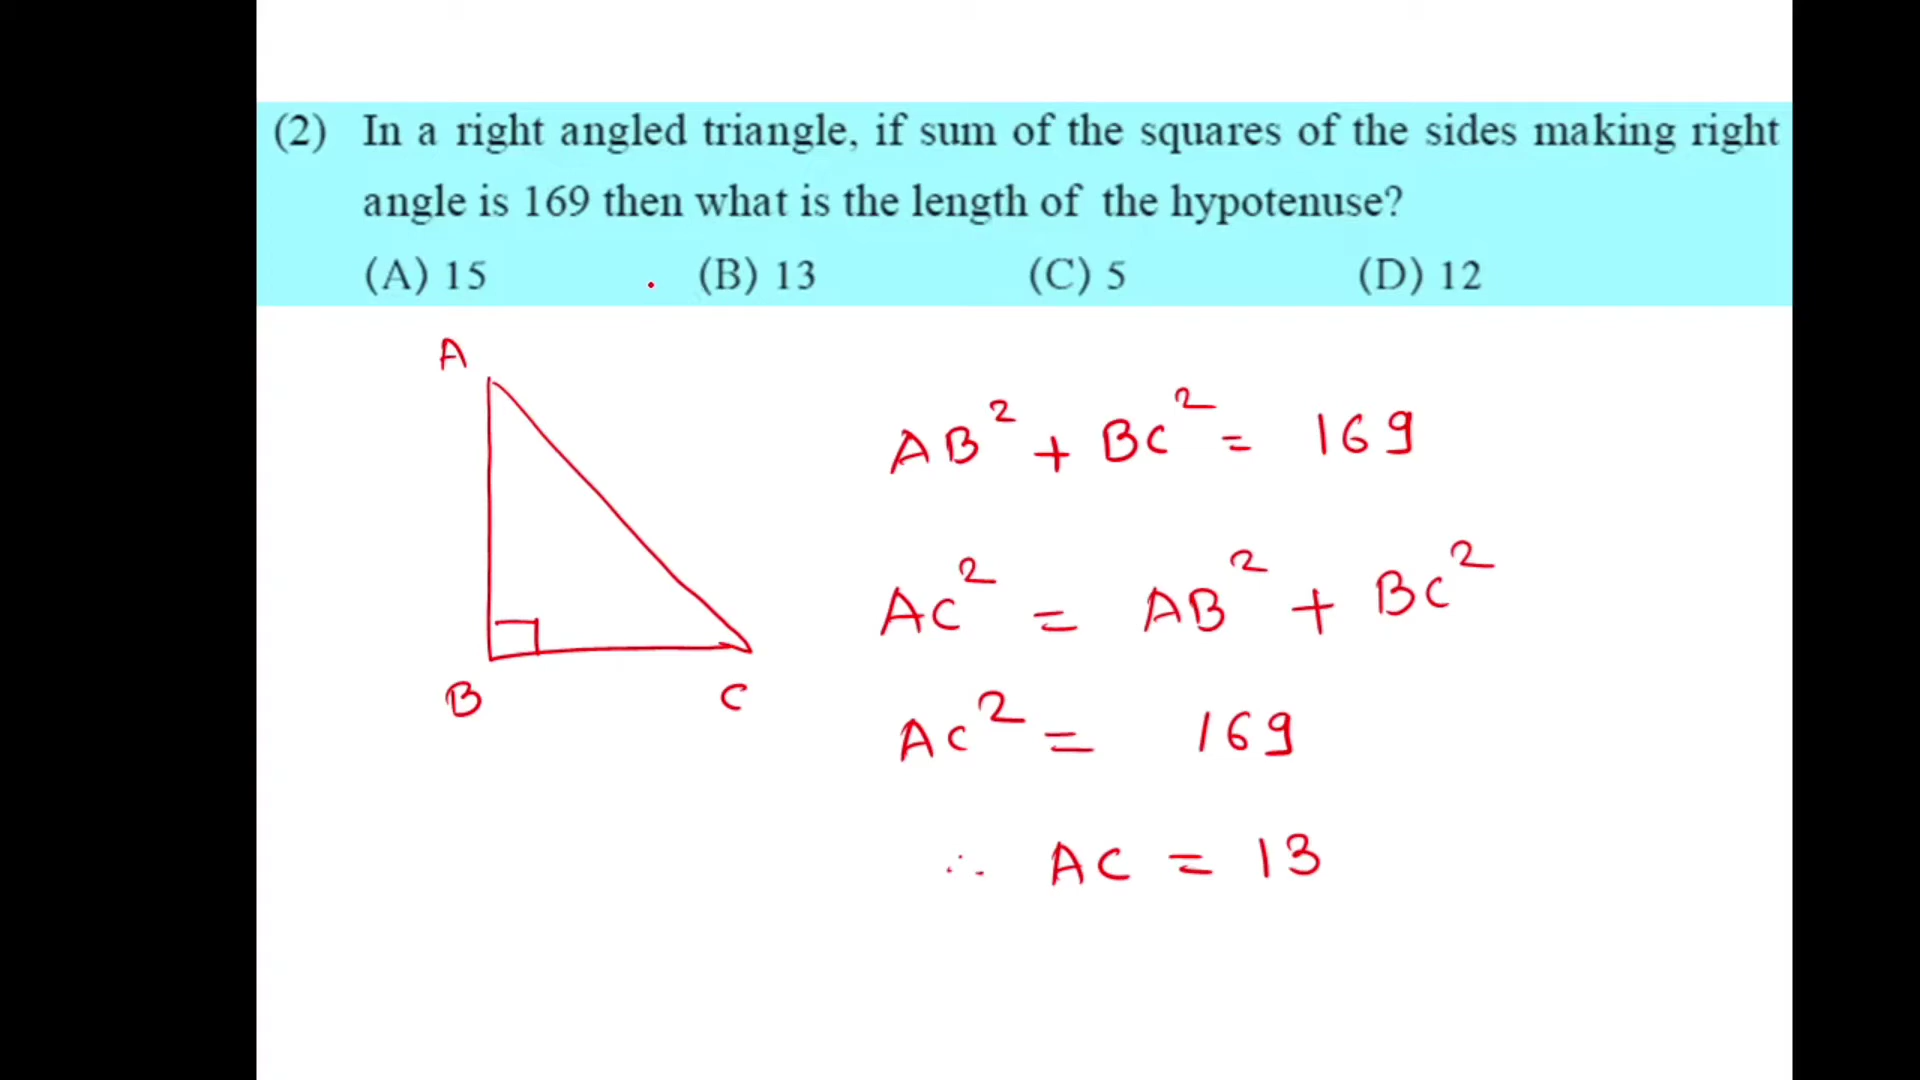 (2) In a right angled triangle, if sum of the squares of the sides making right
angle is 169 then what is the length of the hypotenuse?
(A) 15 (B) 13 (C) 5 (D) 12
A
B
C
AB² + BC² = 169
AC² = AB² + BC²
AC² = 169
∴ AC = 13